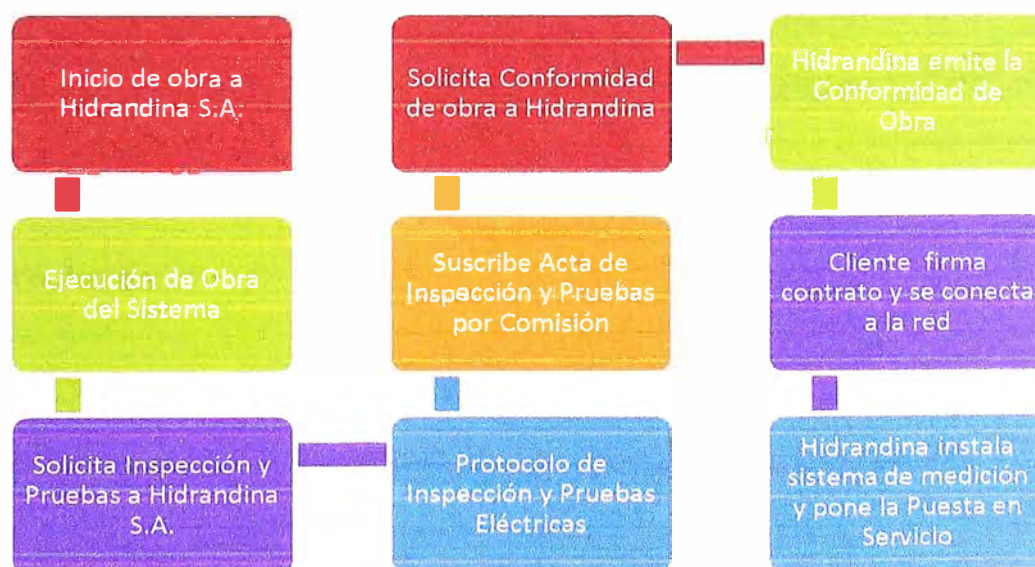 Inicio de obra a
Hidrandina S.A.
Ejecución de Obra
del Sistema
Solicita Inspección y
Pruebas a Hidrandina
S.A.
Protocolo de
Inspección y Pruebas
Eléctricas
Suscribe Acta de
Inspección y Pruebas
por Comisión
Solicita Conformidad
de obra a Hidrandina
Hidrandina emite la
Conformidad de
Obra
Cliente firma
contrato y se conecta
a la red
Hidrandina instala
sistema de medición
y pone la Puesta en
Servicio